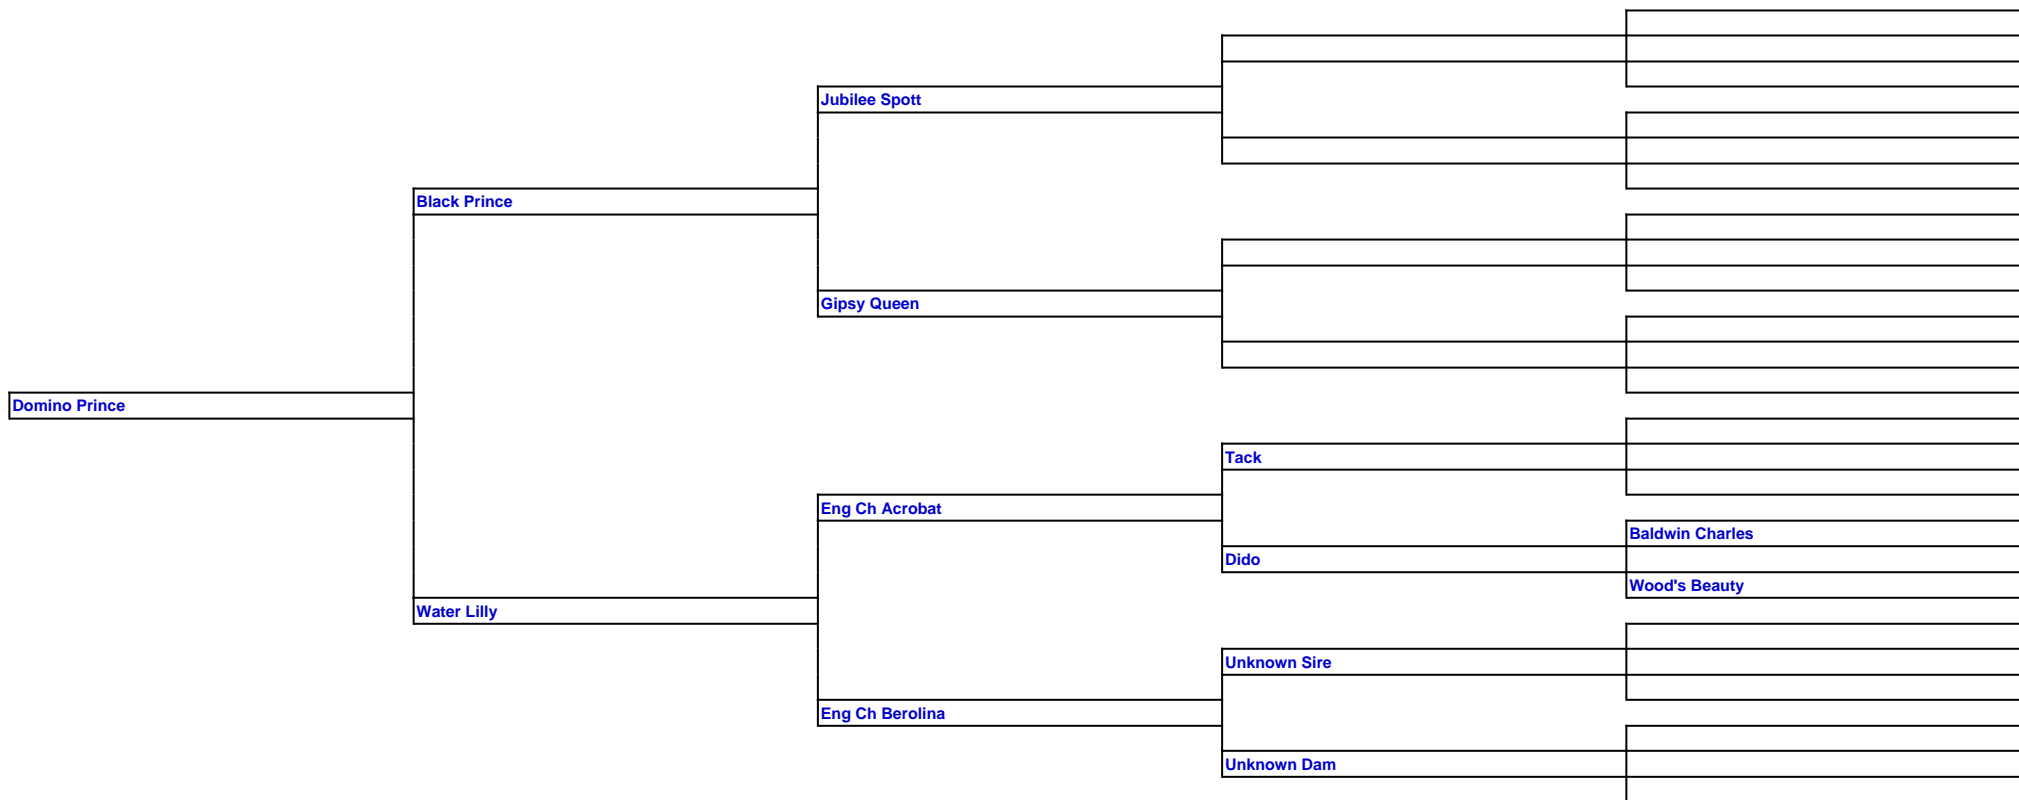 Jubilee Spott
Black Prince
Gipsy Queen
Domino Prince
Tack
Eng Ch Acrobat
Baldwin Charles
Dido
Wood's Beauty
Water Lilly
Unknown Sire
Eng Ch Berolina
Unknown Dam